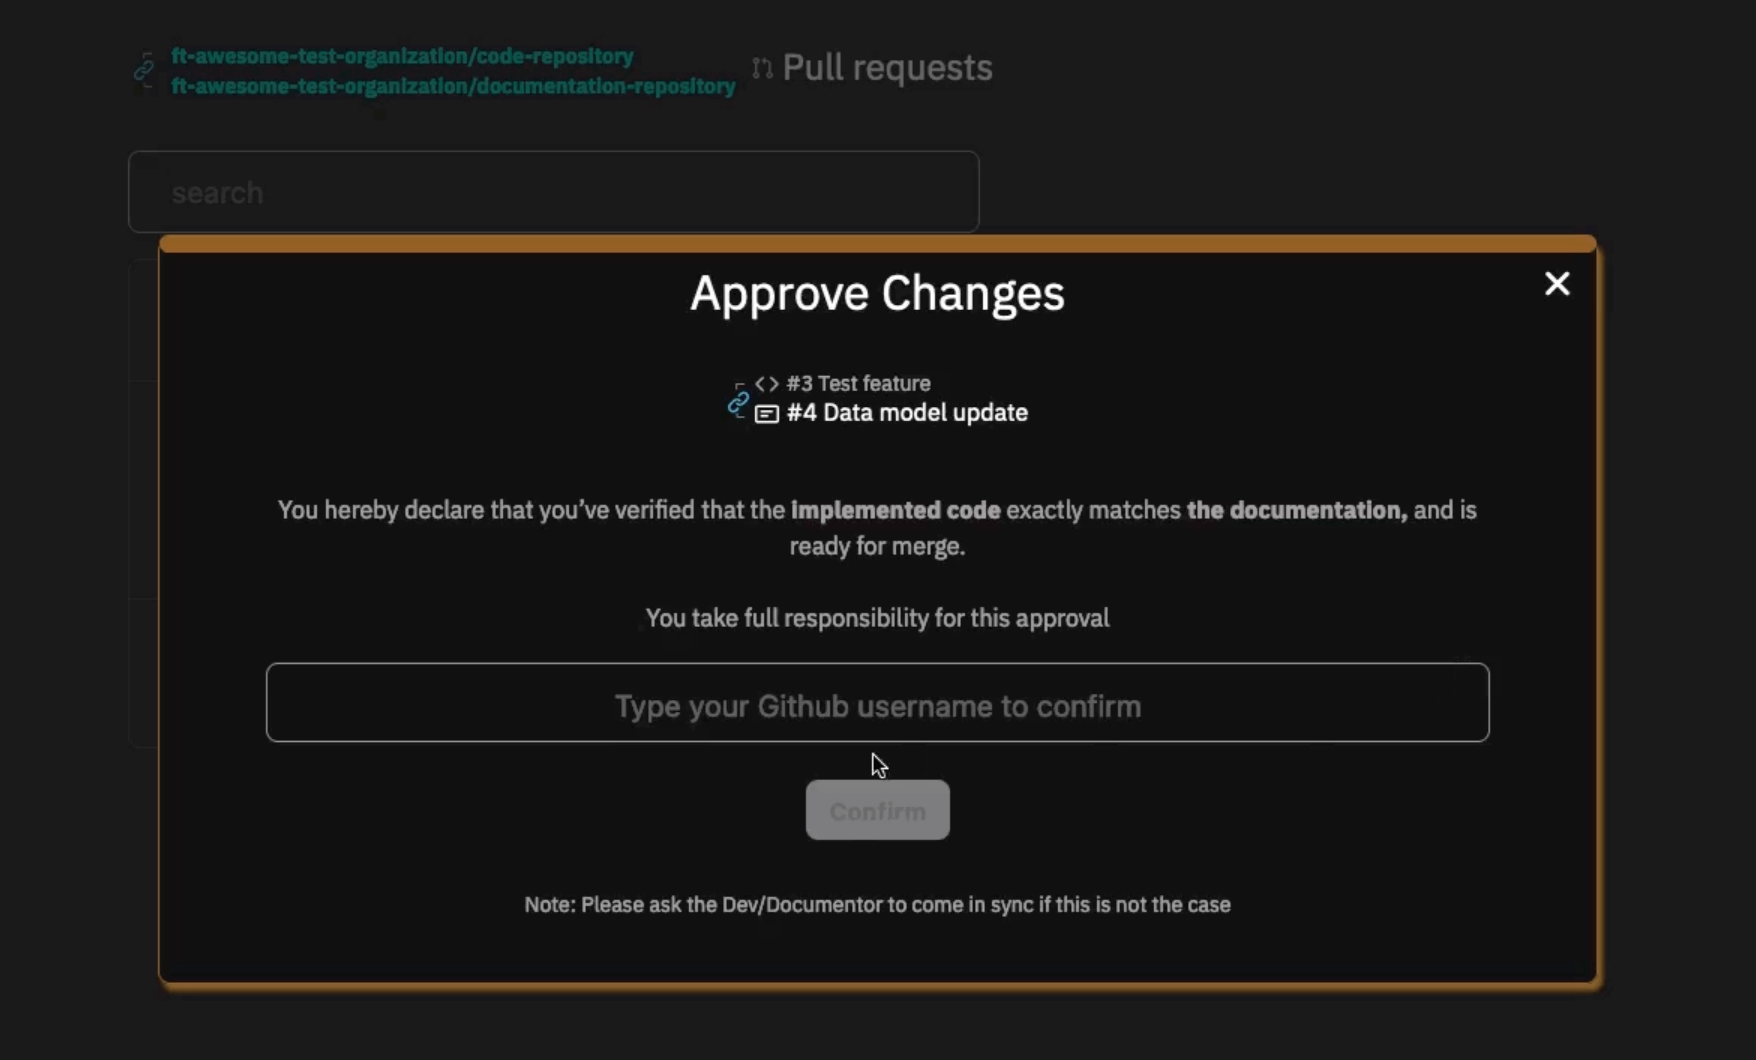 ft-awesome-test-organization/code-repository
ft-awesome-test-organization/documentation-repository
Pull requests
search
Approve Changes
#3 Test feature
#4 Data model update
You hereby declare that you’ve verified that the implemented code exactly matches the documentation, and is
ready for merge.
You take full responsibility for this approval
Type your Github username to confirm
Confirm
Note: Please ask the Dev/Documentor to come in sync if this is not the case